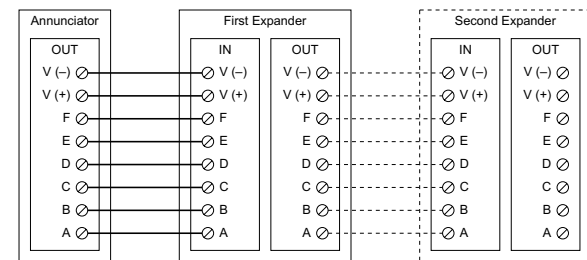 Annunciator First Expander Second Expander
OUT IN OUT IN OUT
V (–) V (–) V (–) V (–) V (–)
V (+) V (+) V (+) V (+) V (+)
F F F F F
E E E E E
D D D D D
C C C C C
B B B B B
A A A A A